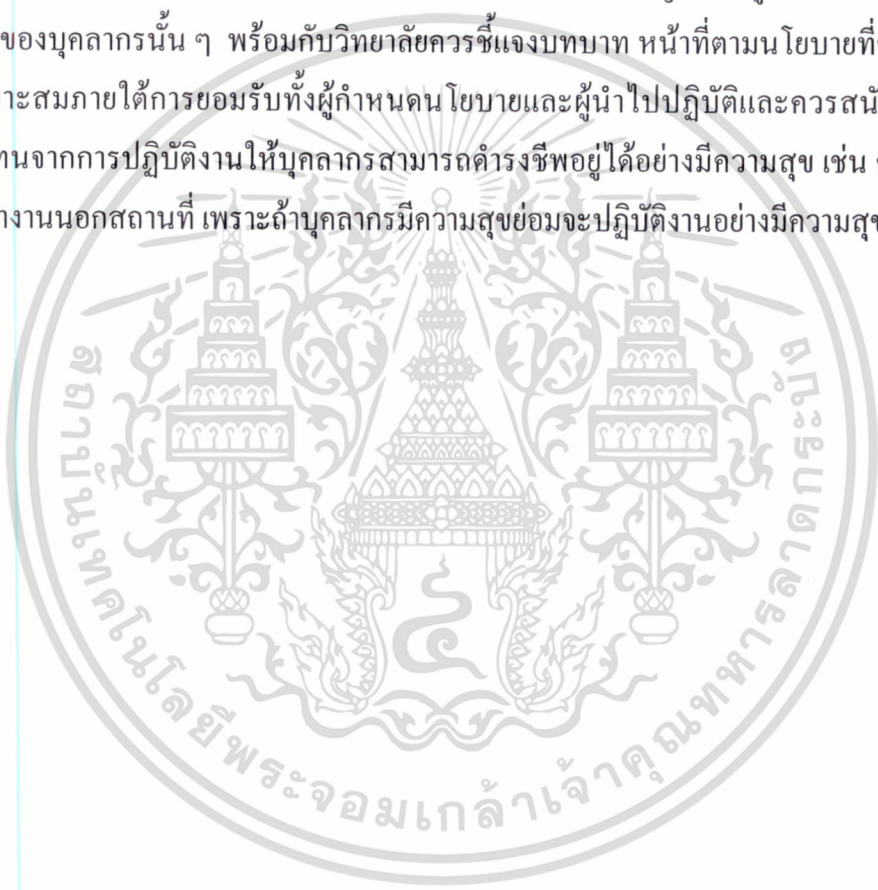 ของบุคลากรนั้น ๆ พร้อมกับวิทยาลัยควรชี้แจงบทบาท หน้าที่ตามนโยบายที่
าะสมภายใต้การยอมรับทั้งผู้กำหนดนโยบายและผู้นำไปปฏิบัติและควรสนั
ทนจากการปฏิบัติงานให้บุคลากรสามารถดำรงชีพอยู่ได้อย่างมีความสุข เช่น
างานนอกสถานที่ เพราะถ้าบุคลากรมีความสุขย่อมจะปฏิบัติงานอย่างมีความสุข
สถาบันเทคโนโลยีพระจอมเกล้าเจ้าคุณทหารลาดกระบัง